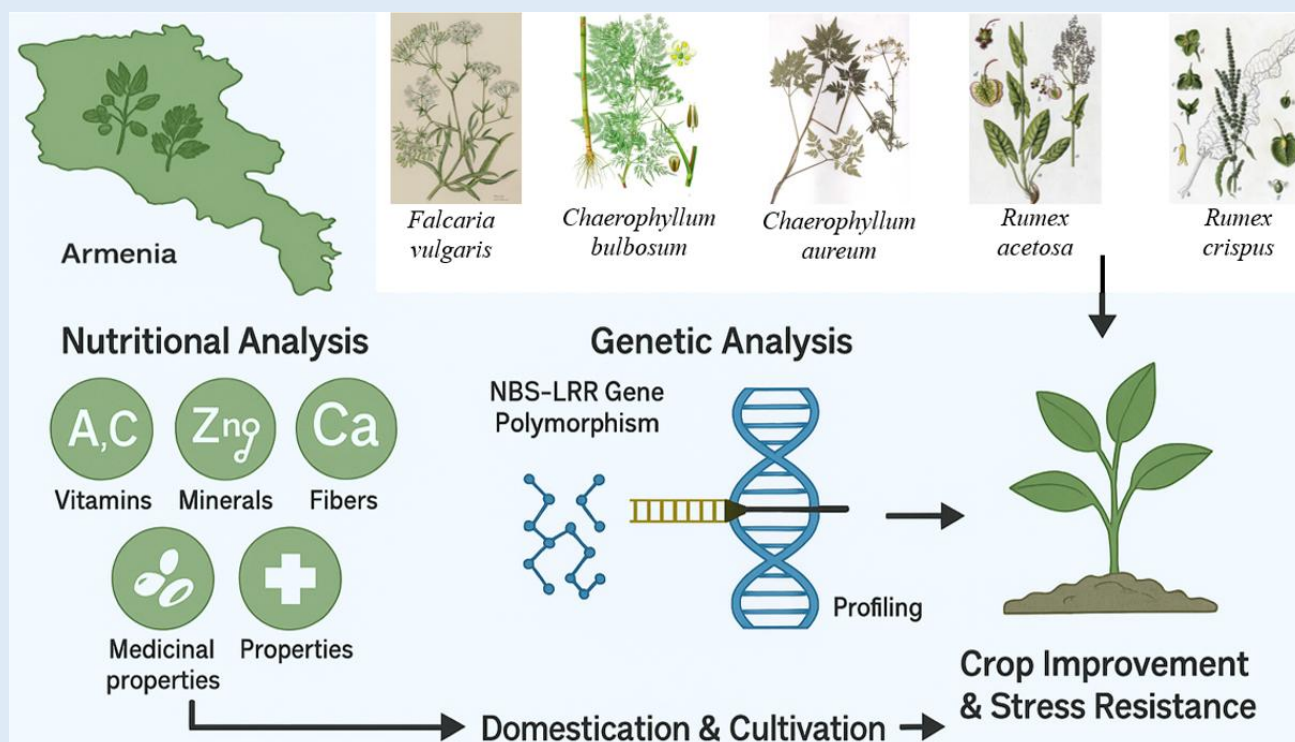 Falcaria
vulgaris
Chaerophyllum
bulbosum
Chaerophyllum
aureum
Rumex
acetosa
Rumex
crispus
Armenia
Nutritional Analysis
A,C
Zng
Ca
Vitamins
Minerals
Fibers
Medicinal
properties
Properties
Genetic Analysis
NBS-LRR Gene
Polymorphism
Profiling
Crop Improvement
& Stress Resistance
Domestication & Cultivation